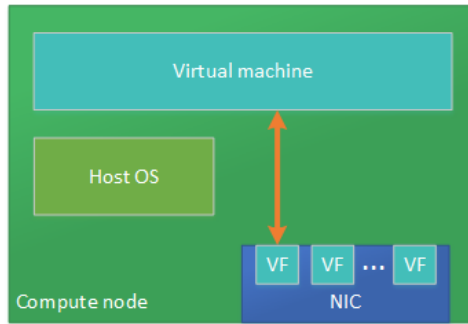 Virtual machine
Host OS
VF VF ... VF
Compute node
NIC